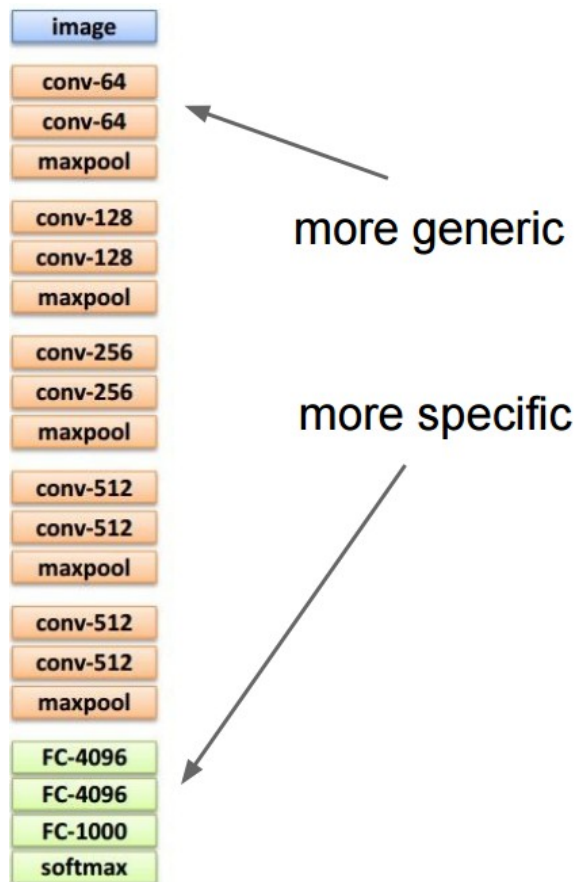 image
conv-64
conv-64
maxpool
more generic
conv-128
conv-128
maxpool
conv-256
conv-256
maxpool
more specific
conv-512
conv-512
maxpool
conv-512
conv-512
maxpool
FC-4096
FC-4096
FC-1000
softmax